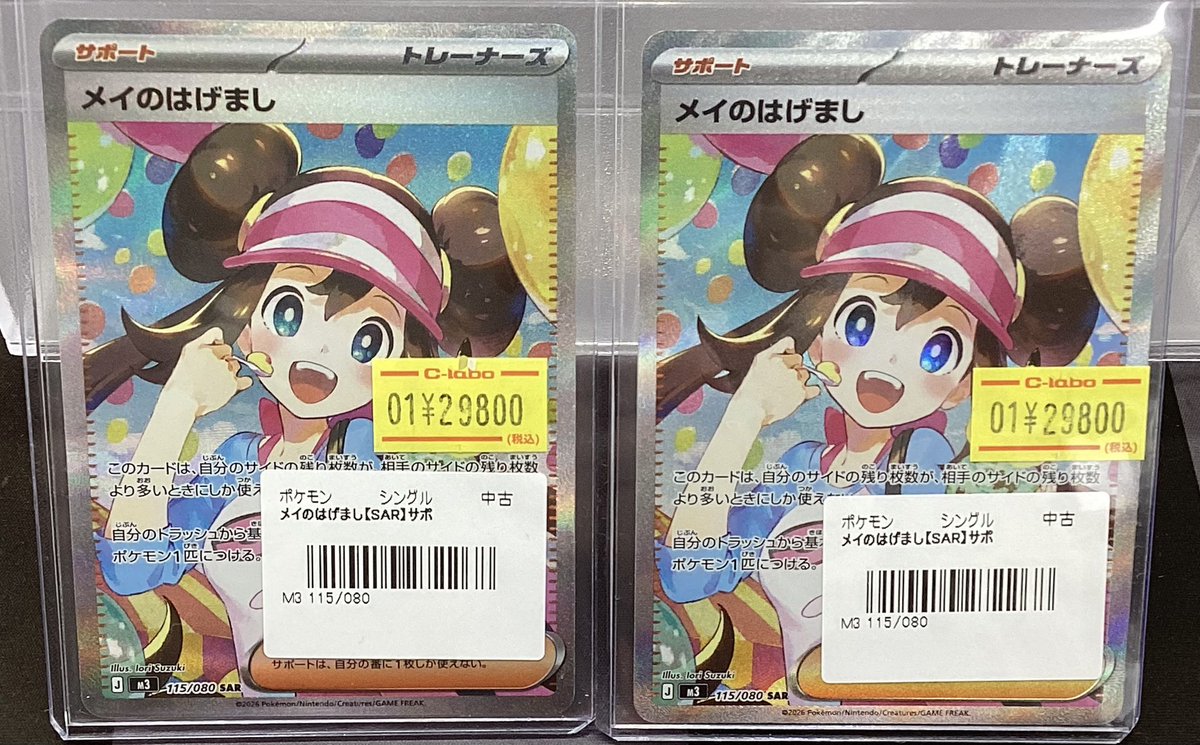 サポート
トレーナーズ
メイのはげまし
C-labo
01¥29800
(税込)
このカードは、自分のサイドの残り枚数が、相手のサイドの残り枚数
より多いときにしか使え
自分のトラッシュから基
ポケモン1匹につける。
ポケモン シングル 中古
メイのはげまし【SAR】サポ
M3 115/080
サポートは、自分の番に1枚しか使えない。
Illus. Iori Suzuki
J M3 115/080 SAR
©2026 Pokémon/Nintendo/Creatures/GAME FREAK.
サポート
トレーナーズ
メイのはげまし
C-labo
01¥29800
(税込)
このカードは、自分のサイドの残り枚数が、相手のサイドの残り枚数
より多いときにしか使え
自分のトラッシュから基
ポケモン1匹につける。
ポケモン シングル 中古
メイのはげまし【SAR】サポ
M3 115/080
Illus. Iori Suzuki
J M3 115/080 SAR
©2026 Pokémon/Nintendo/Creatures/GAME FREAK.